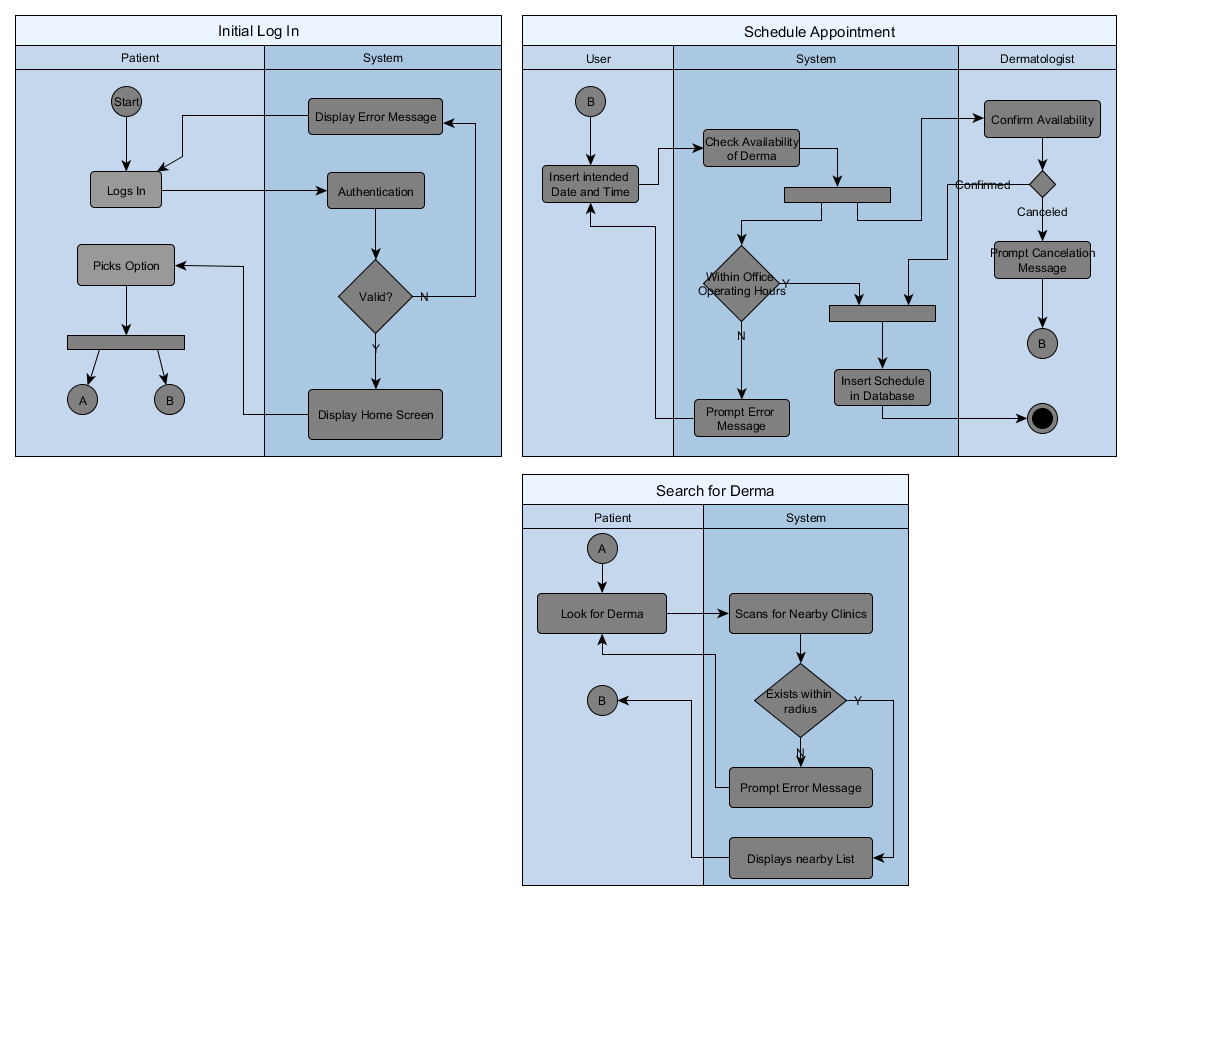 Initial Log In
Patient
System
Start
Display Error Message
Logs In
Authentication
Picks Option
Valid?
N
Y
A
B
Display Home Screen
Schedule Appointment
User
System
Dermatologist
B
Confirm Availability
Check Availability
of Derma
Insert intended
Date and Time
Confirmed
Canceled
Within Office
Operating Hours
Y
N
Prompt Cancelation
Message
B
Insert Schedule
in Database
Prompt Error
Message
Search for Derma
Patient
System
A
Look for Derma
Scans for Nearby Clinics
B
Exists within
radius
Y
N
Prompt Error Message
Displays nearby List